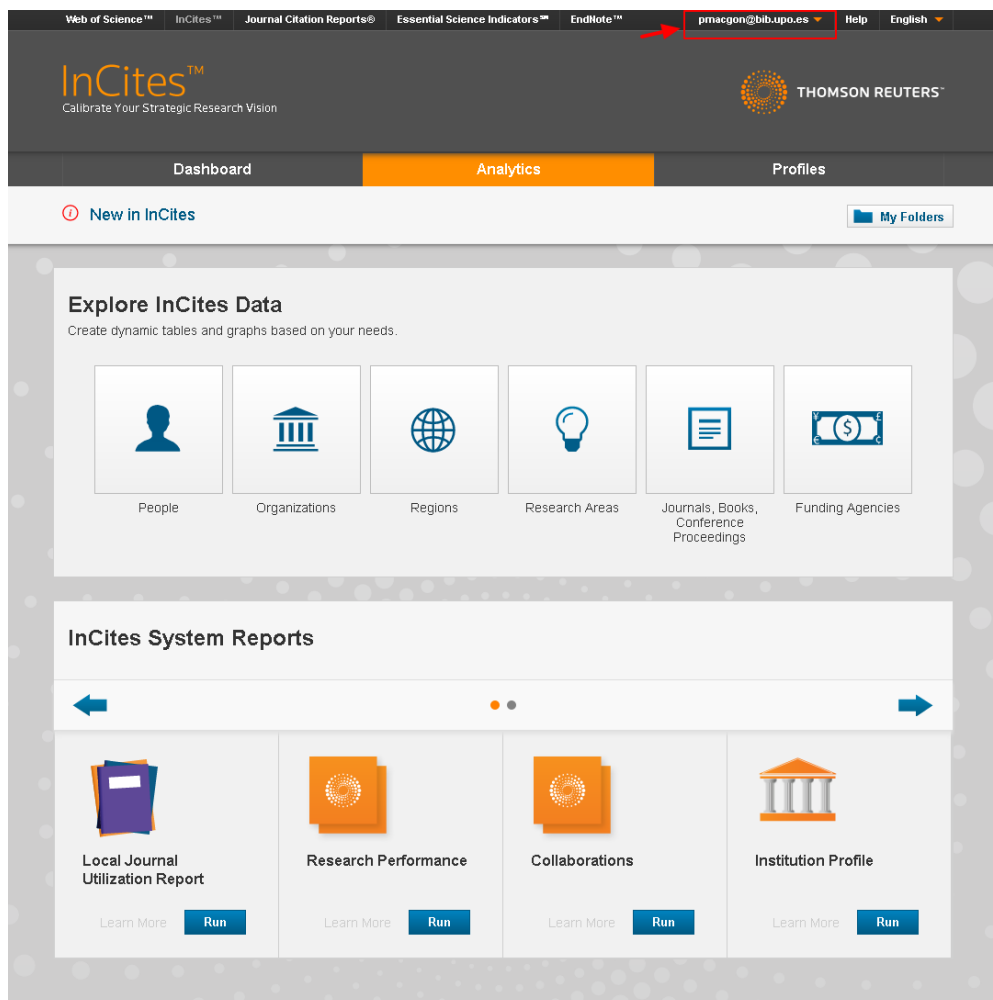 Web of Science™ InCites™ Journal Citation Reports® Essential Science Indicators℠ EndNote™ pmacgon@bib.upo.es Help English
InCites™
Calibrate Your Strategic Research Vision
THOMSON REUTERS™
Dashboard Analytics Profiles
New in InCites
My Folders
Explore InCites Data
Create dynamic tables and graphs based on your needs.
People Organizations Regions Research Areas Journals, Books, Funding Agencies
Conference
Proceedings
InCites System Reports
Local Journal Research Performance Collaborations Institution Profile
Utilization Report
Learn More Run Learn More Run Learn More Run Learn More Run